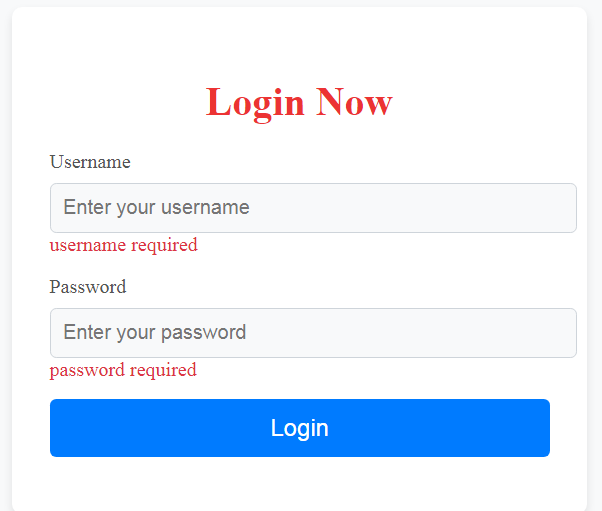 Login Now
Username
Enter your username
username required
Password
Enter your password
password required
Login